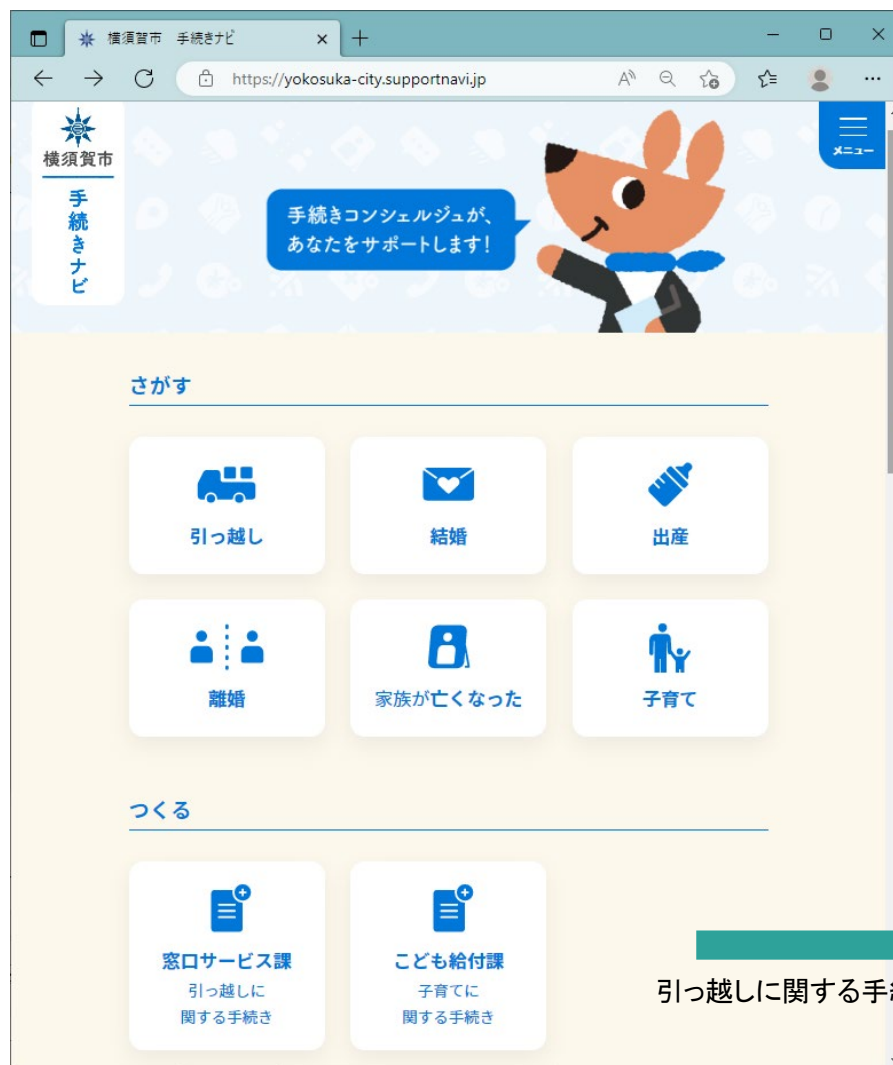 横須賀市 手続きナビ
https://yokosuka-city.supportnavi.jp
横須賀市
手続きナビ
手続きコンシェルジュが、
あなたをサポートします!
メニュー
さがす
引っ越し
結婚
出産
離婚
家族が亡くなった
子育て
つくる
窓口サービス課
引っ越しに
関する手続き
こども給付課
子育てに
関する手続き
引っ越しに関する手